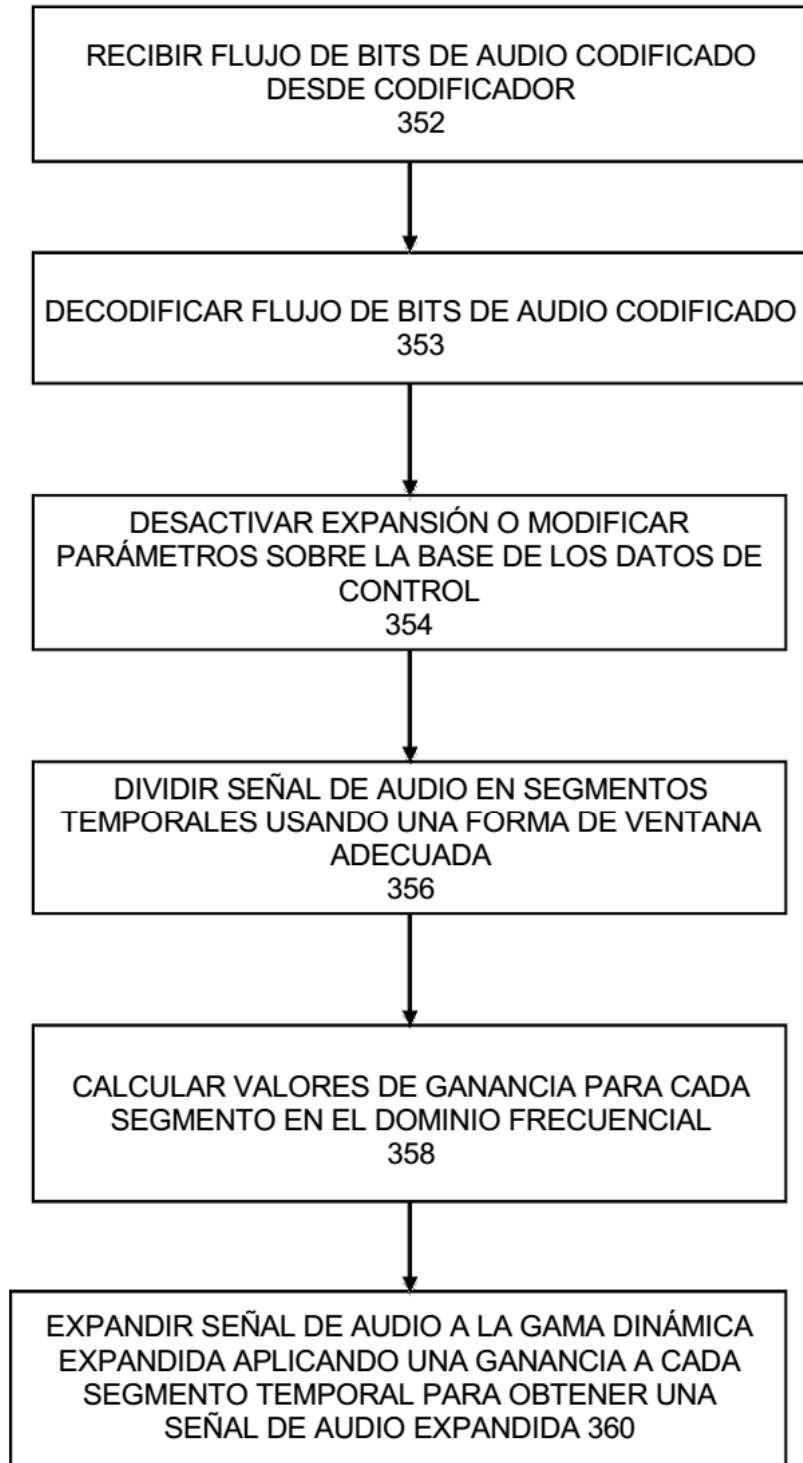 RECIBIR FLUJO DE BITS DE AUDIO CODIFICADO
DESDE CODIFICADOR
352
DECODIFICAR FLUJO DE BITS DE AUDIO CODIFICADO
353
DESACTIVAR EXPANSIÓN O MODIFICAR
PARÁMETROS SOBRE LA BASE DE LOS DATOS DE
CONTROL
354
DIVIDIR SEÑAL DE AUDIO EN SEGMENTOS
TEMPORALES USANDO UNA FORMA DE VENTANA
ADECUADA
356
CALCULAR VALORES DE GANANCIA PARA CADA
SEGMENTO EN EL DOMINIO FRECUENCIAL
358
EXPANDIR SEÑAL DE AUDIO A LA GAMA DINÁMICA
EXPANDIDA APLICANDO UNA GANANCIA A CADA
SEGMENTO TEMPORAL PARA OBTENER UNA
SEÑAL DE AUDIO EXPANDIDA 360